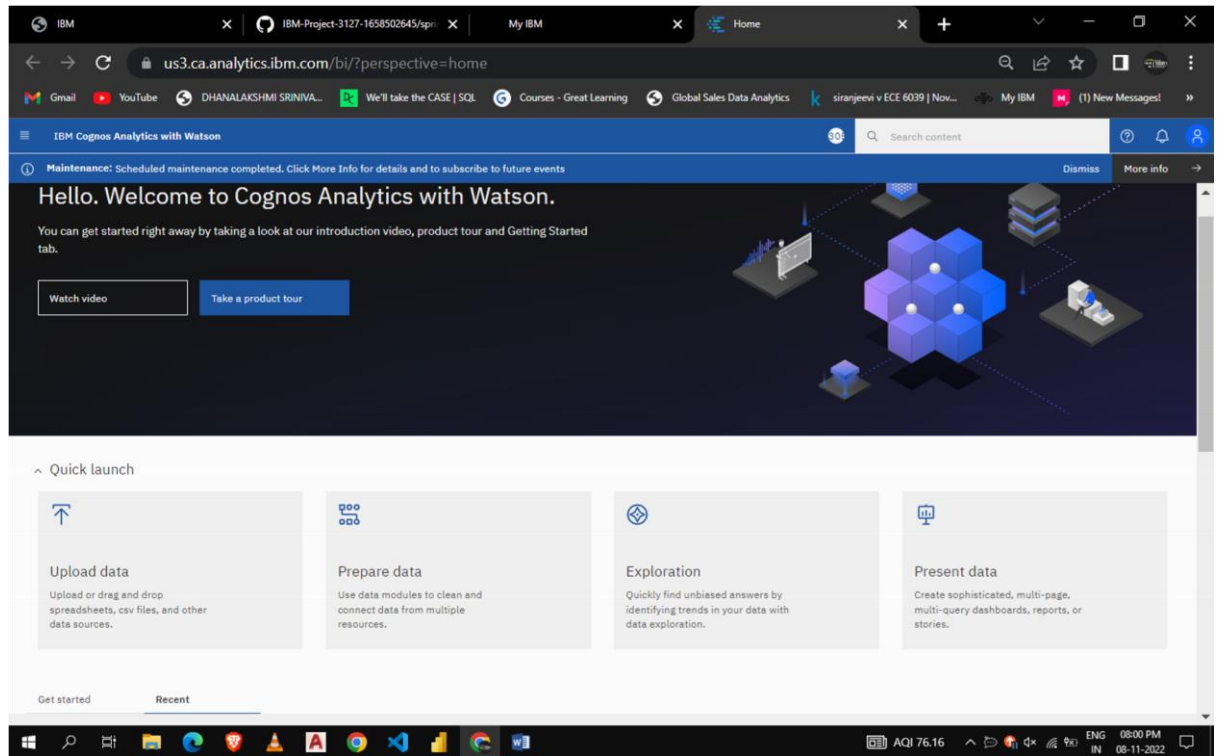 IBM
IBM-Project-3127-1658502645/spri
My IBM
Home
us3.ca.analytics.ibm.com/bi/?perspective=home
Gmail
YouTube
DHANALAKSHMI SRINIVA...
We'll take the CASE | SQL
Courses - Great Learning
Global Sales Data Analytics
siranjeevi v ECE 6039 | Nov...
My IBM
(1) New Messages!
IBM Cognos Analytics with Watson
Search content
Maintenance: Scheduled maintenance completed. Click More Info for details and to subscribe to future events
Dismiss
More info
Hello. Welcome to Cognos Analytics with Watson.
You can get started right away by taking a look at our introduction video, product tour and Getting Started
tab.
Watch video
Take a product tour
Quick launch
Upload data
Upload or drag and drop
spreadsheets, csv files, and other
data sources.
Prepare data
Use data modules to clean and
connect data from multiple
resources.
Exploration
Quickly find unbiased answers by
identifying trends in your data with
data exploration.
Present data
Create sophisticated, multi-page,
multi-query dashboards, reports, or
stories.
Get started
Recent
AQI 76.16
ENG
IN
08:00 PM
08-11-2022